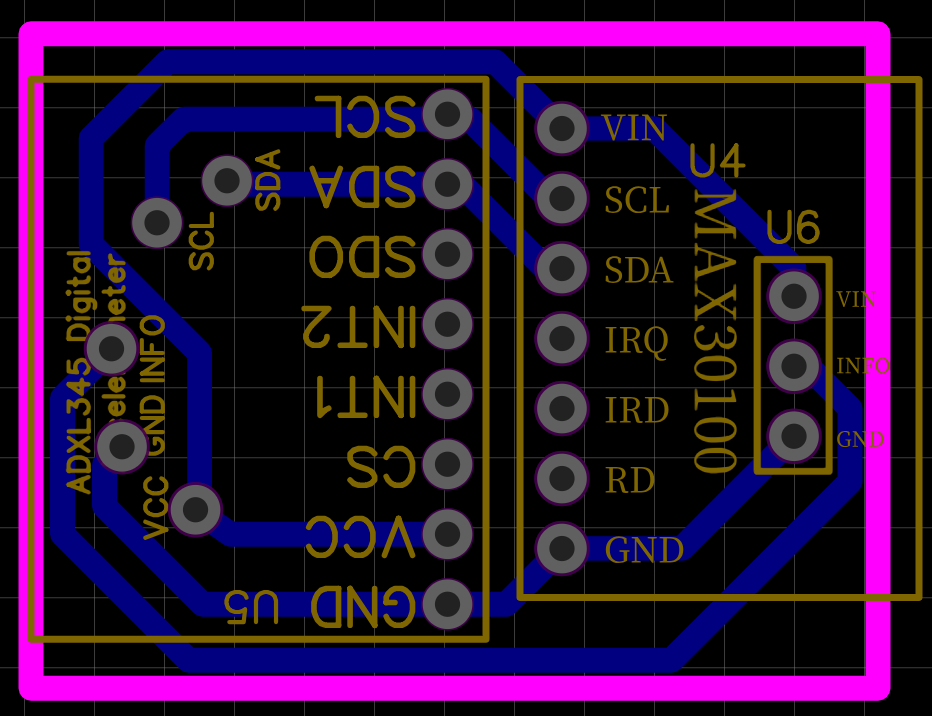 SCL
SDA
SDO
INT2
INT1
CS
VCC
GND
U5
SDA
SCL
ADXL345 Digital
GND INFO
VCC
VIN
SCL
SDA
IRQ
IRD
RD
GND
U4
MAX30100
U6
VIN
INFO
GND